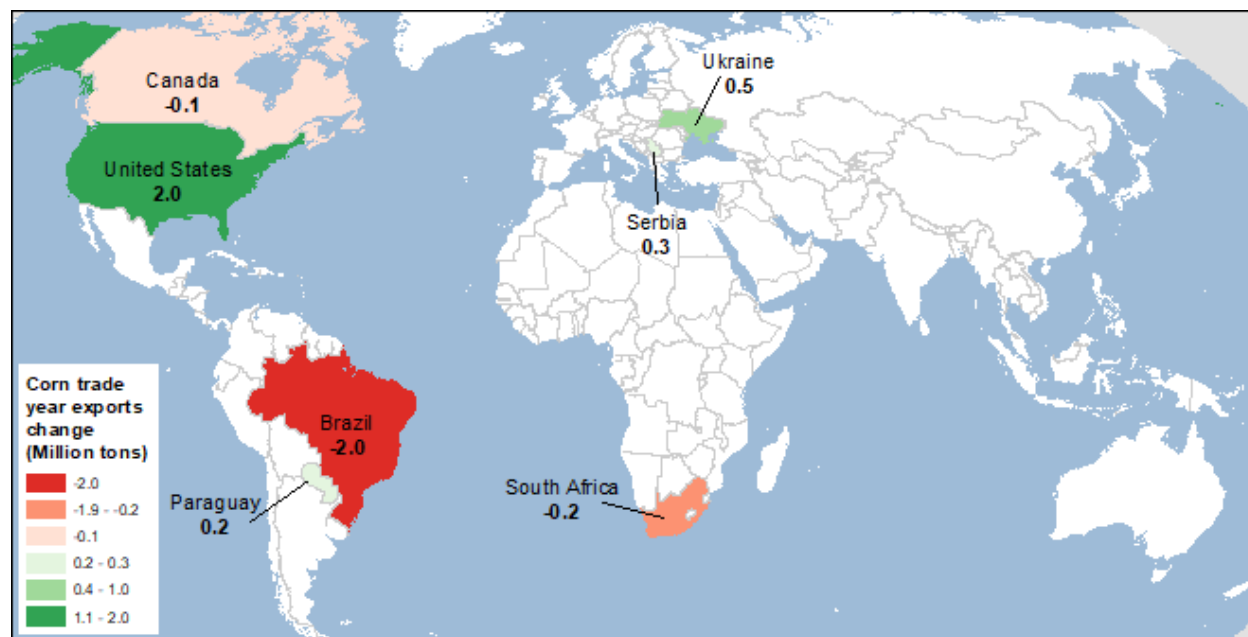 Canada
-0.1
United States
2.0
Ukraine
0.5
Serbia
0.3
Brazil
-2.0
Paraguay
0.2
South Africa
-0.2
Corn trade
year exports
change
(Million tons)
-2.0
-1.9 - -0.2
-0.1
0.2 - 0.3
0.4 - 1.0
1.1 - 2.0